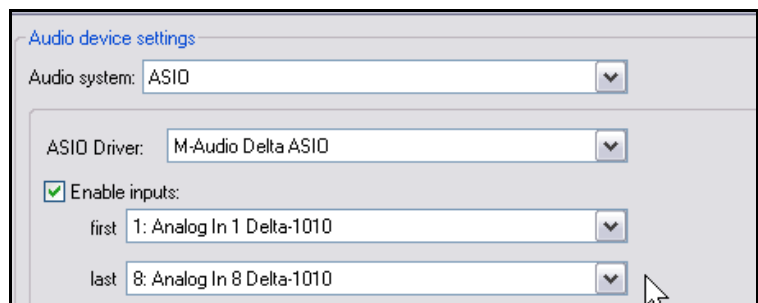 Audio device settings
Audio system: ASIO
ASIO Driver: M-Audio Delta ASIO
Enable inputs:
first 1: Analog In 1 Delta-1010
last 8: Analog In 8 Delta-1010